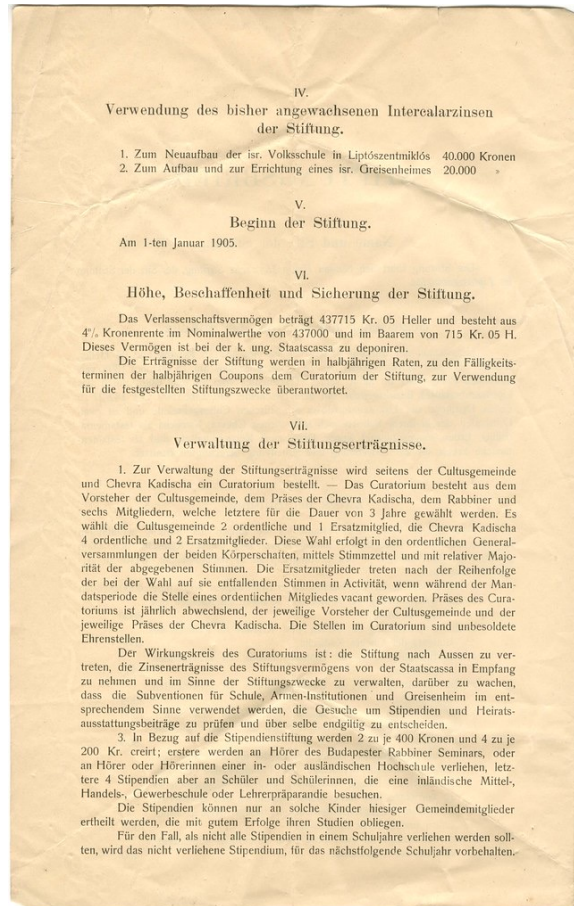 IV.
Verwendung des bisher angewachsenen Intercalarzinsen
der Stiftung.
1. Zum Neuaufbau der isr. Volksschule in Liptószentmiklós 40.000 Kronen
2. Zum Aufbau und zur Errichtung eines isr. Greisenheimes 20.000 »
V.
Beginn der Stiftung.
Am 1-ten Januar 1905.
VI.
Höhe, Beschaffenheit und Sicherung der Stiftung.
Das Verlassenschaftsvermögen beträgt 437715 Kr. 05 Heller und besteht aus
4% Kronenrente im Nominalwerthe von 437000 und im Baarem von 715 Kr. 05 H.
Dieses Vermögen ist bei der k. ung. Staatscassa zu deponiren.
Die Erträgnisse der Stiftung werden in halbjährigen Raten, zu den Fälligkeits-
terminen der halbjährigen Coupons dem Curatorium der Stiftung, zur Verwendung
für die festgestellten Stiftungszwecke überantwortet.
VII.
Verwaltung der Stiftungserträgnisse.
1. Zur Verwaltung der Stiftungserträgnisse wird seitens der Cultusgemeinde
und Chevra Kadischa ein Curatorium bestellt. — Das Curatorium besteht aus dem
Vorsteher der Cultusgemeinde, dem Präses der Chevra Kadischa, dem Rabbiner und
sechs Mitgliedern, welche letztere für die Dauer von 3 Jahre gewählt werden. Es
wählt die Cultusgemeinde 2 ordentliche und 1 Ersatzmitglied, die Chevra Kadischa
4 ordentliche und 2 Ersatzmitglieder. Diese Wahl erfolgt in den ordentlichen General-
versammlungen der beiden Körperschaften, mittels Stimmzettel und mit relativer Majo-
rität der abgegebenen Stimmen. Die Ersatzmitglieder treten nach der Reihenfolge
der bei der Wahl auf sie entfallenden Stimmen in Activität, wenn während der Man-
datsperiode die Stelle eines ordentlichen Mitgliedes vacant geworden. Präses des Cura-
toriums ist jährlich abwechslend, der jeweilige Vorsteher der Cultusgemeinde und der
jeweilige Präses der Chevra Kadischa. Die Stellen im Curatorium sind unbesoldete
Ehrenstellen.
Der Wirkungskreis des Curatoriums ist: die Stiftung nach Aussen zu ver-
treten, die Zinsenerträgnisse des Stiftungsvermögens von der Staatscassa in Empfang
zu nehmen und im Sinne der Stiftungszwecke zu verwalten, darüber zu wachen,
dass die Subventionen für Schule, Armen-Institutionen und Greisenheim im ent-
sprechendem Sinne verwendet werden, die Gesuche um Stipendien und Heirats-
ausstattungsbeiträge zu prüfen und über selbe endgiltig zu entscheiden.
3. In Bezug auf die Stipendienstiftung werden 2 zu je 400 Kronen und 4 zu je
200 Kr. creirt; erstere werden an Hörer des Budapester Rabbiner Seminars, oder
an Hörer oder Hörerinnen einer in- oder ausländischen Hochschule verliehen, letz-
tere 4 Stipendien aber an Schüler und Schülerinnen, die eine inländische Mittel-,
Handels-, Gewerbeschule oder Lehrerpräparandie besuchen.
Die Stipendien können nur an solche Kinder hiesiger Gemeindemitglieder
ertheilt werden, die mit gutem Erfolge ihren Studien obliegen.
Für den Fall, als nicht alle Stipendien in einem Schuljahre verliehen werden soll-
ten, wird das nicht verliehene Stipendium, für das nächstfolgende Schuljahr vorbehalten.